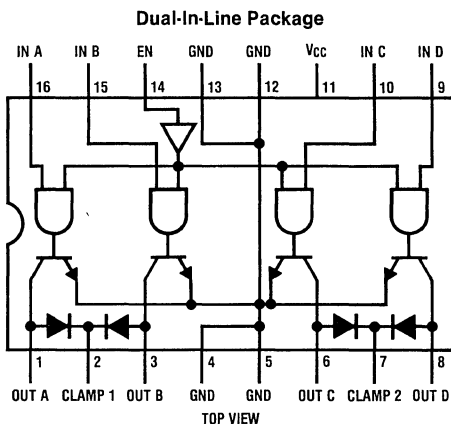 Dual-In-Line Package
IN A IN B EN GND GND VCC IN C IN D
16 15 14 13 12 11 10 9
1 2 3 4 5 6 7 8
OUT A CLAMP 1 OUT B GND GND OUT C CLAMP 2 OUT D
TOP VIEW